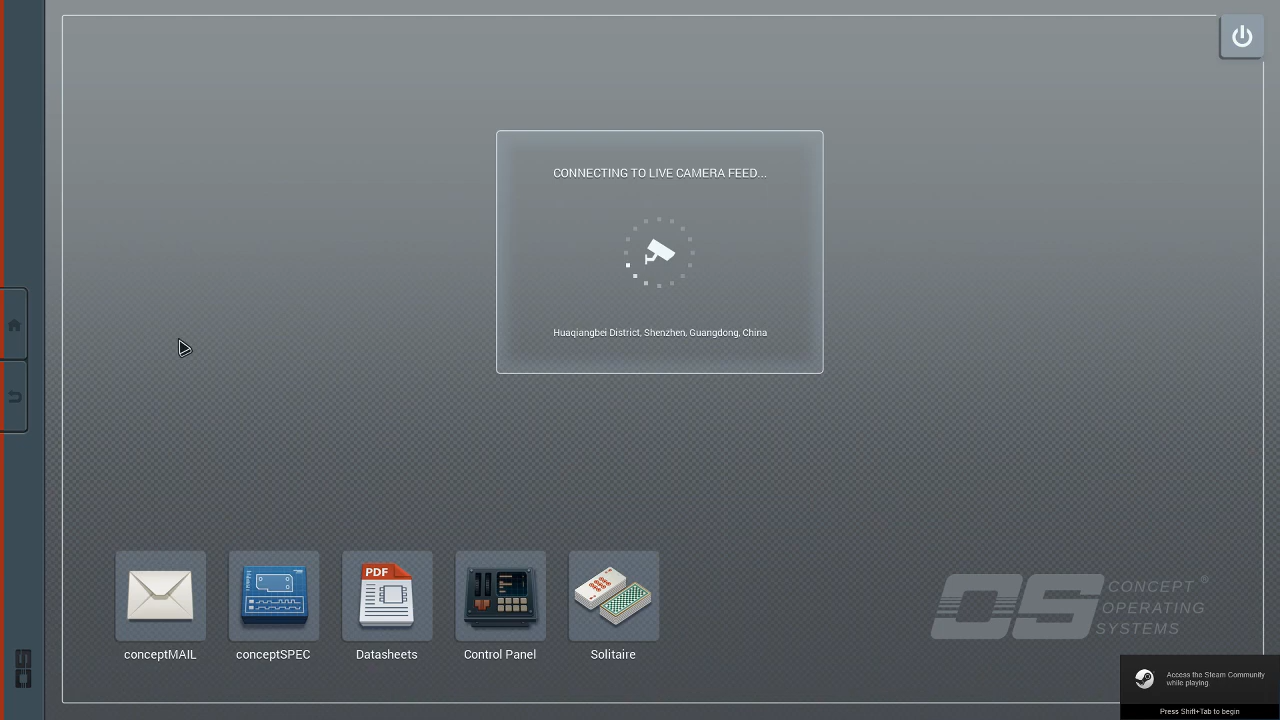 CONNECTING TO LIVE CAMERA FEED...
Huaqiangbei District, Shenzhen, Guangdong, China
PDF
conceptMAIL
conceptSPEC
Datasheets
Control Panel
Solitaire
OS
CONCEPT
OPERATING
SYSTEMS
Access the Steam Community
while playing
Press Shift+Tab to begin